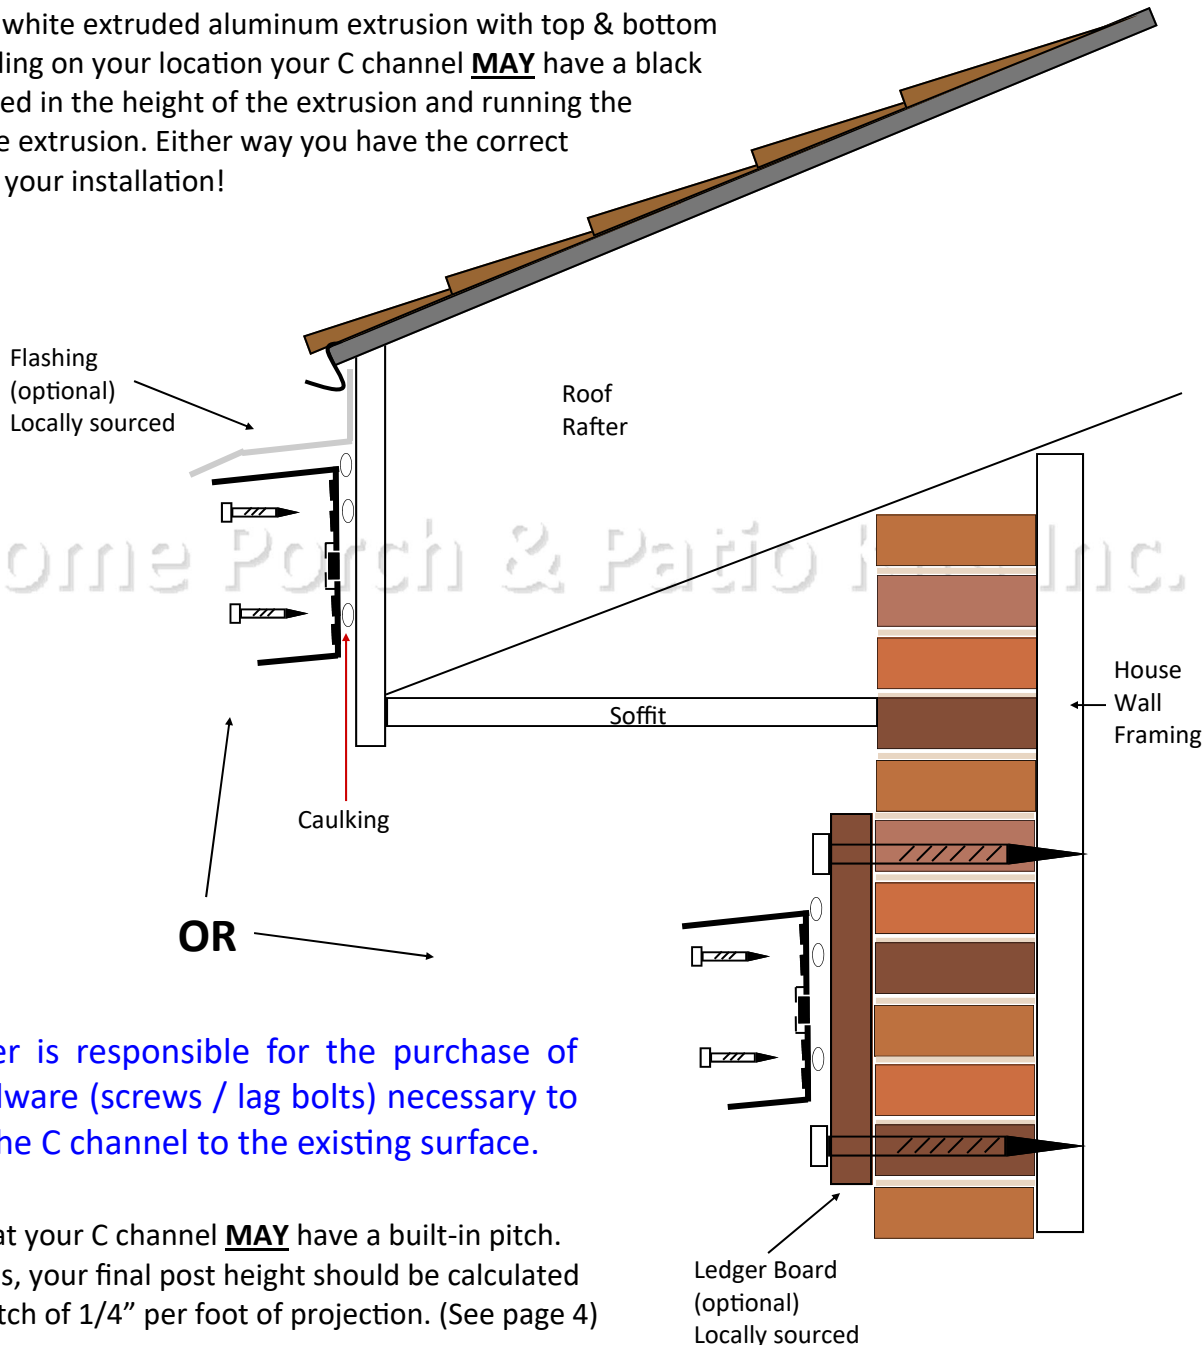 white extruded aluminum extrusion with top & bottom
ling on your location your C channel MAY have a black
ed in the height of the extrusion and running the
e extrusion. Either way you have the correct
your installation!
Flashing
(optional)
Locally sourced
Roof
Rafter
ome Porch & Patio Inc.
House
Wall
Framing
Soffit
Caulking
OR
er is responsible for the purchase of
dware (screws / lag bolts) necessary to
he C channel to the existing surface.
at your C channel MAY have a built-in pitch.
s, your final post height should be calculated
tch of 1/4” per foot of projection. (See page 4)
Ledger Board
(optional)
Locally sourced